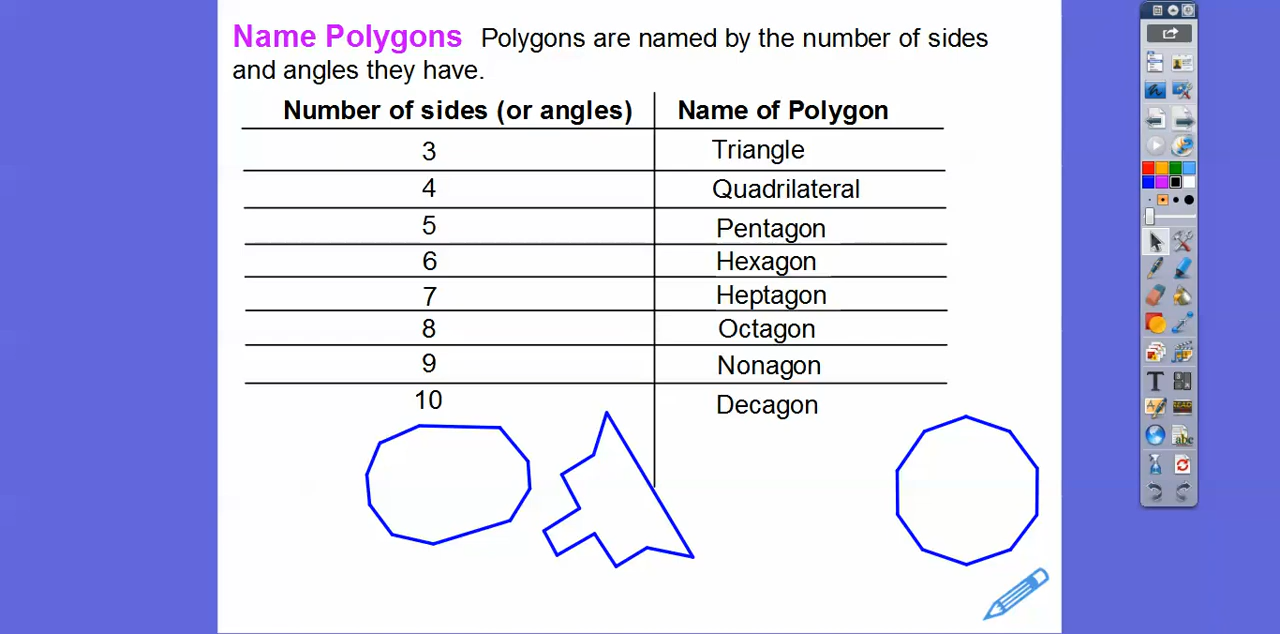 Name Polygons Polygons are named by the number of sides
and angles they have.
Number of sides (or angles) Name of Polygon
3 Triangle
4 Quadrilateral
5 Pentagon
6 Hexagon
7 Heptagon
8 Octagon
9 Nonagon
10 Decagon